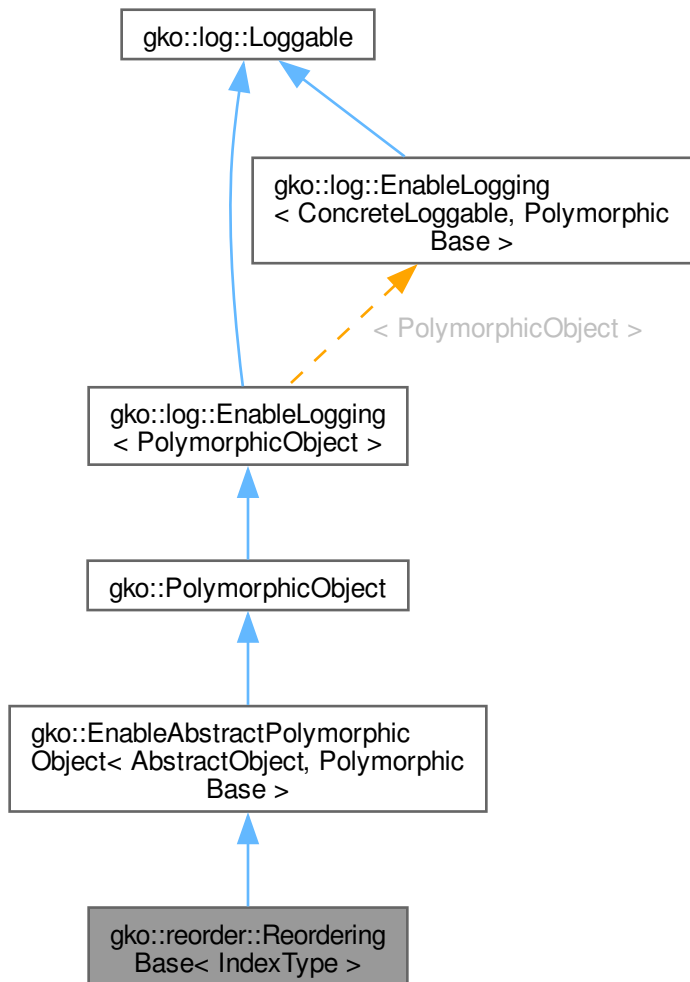 gko::log::Loggable
gko::log::EnableLogging
< ConcreteLoggable, Polymorphic
Base >
< PolymorphicObject >
gko::log::EnableLogging
< PolymorphicObject >
gko::PolymorphicObject
gko::EnableAbstractPolymorphic
Object< AbstractObject, Polymorphic
Base >
gko::reorder::Reordering
Base< IndexType >